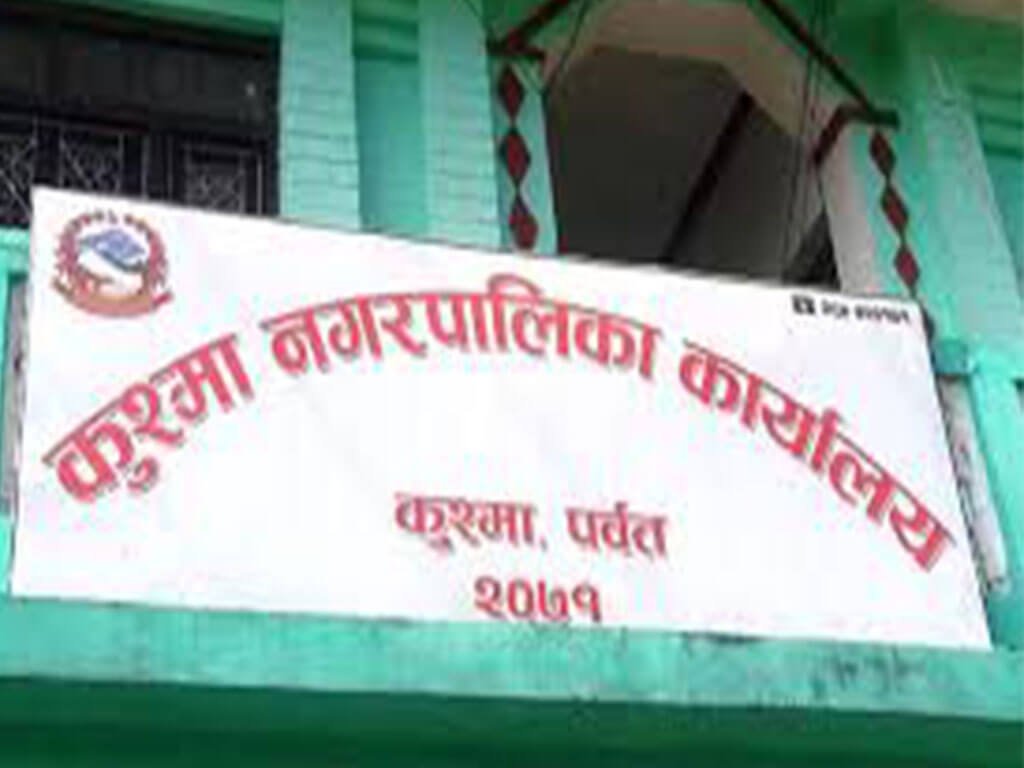 कुश्मा नगरपालिका कार्यालय
कुश्मा, पर्वत
२०७१